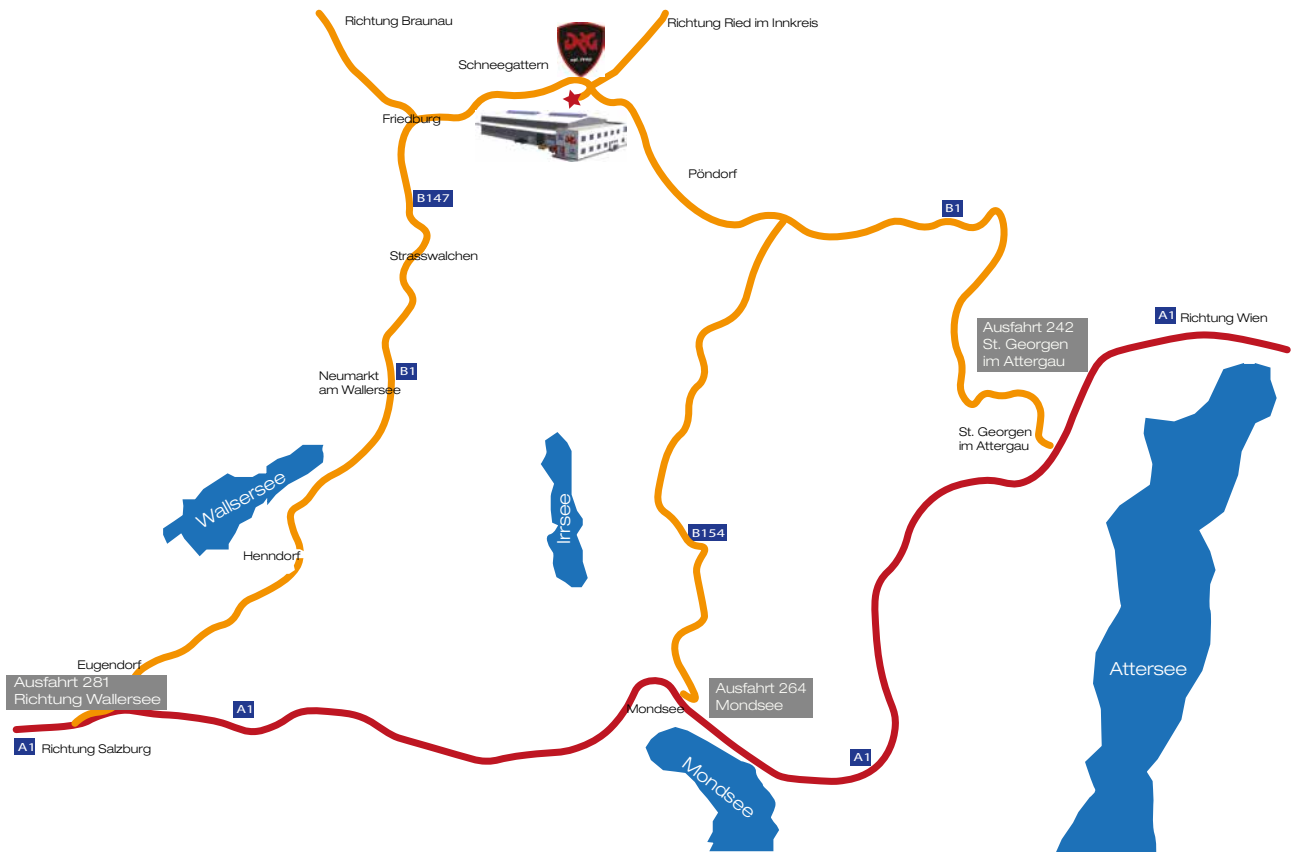 Richtung Braunau
Richtung Ried im Innkreis
Schneegattern
Friedburg
Pöndorf
B147
B1
Strasswalchen
A1 Richtung Wien
Ausfahrt 242
St. Georgen
im Attergau
Neumarkt
am Wallersee
B1
St. Georgen
im Attergau
Wallsersee
Irrsee
B154
Henndorf
Eugendorf
Attersee
Ausfahrt 281
Richtung Wallersee
Ausfahrt 264
Mondsee
A1
Mondsee
A1 Richtung Salzburg
A1
Mondsee